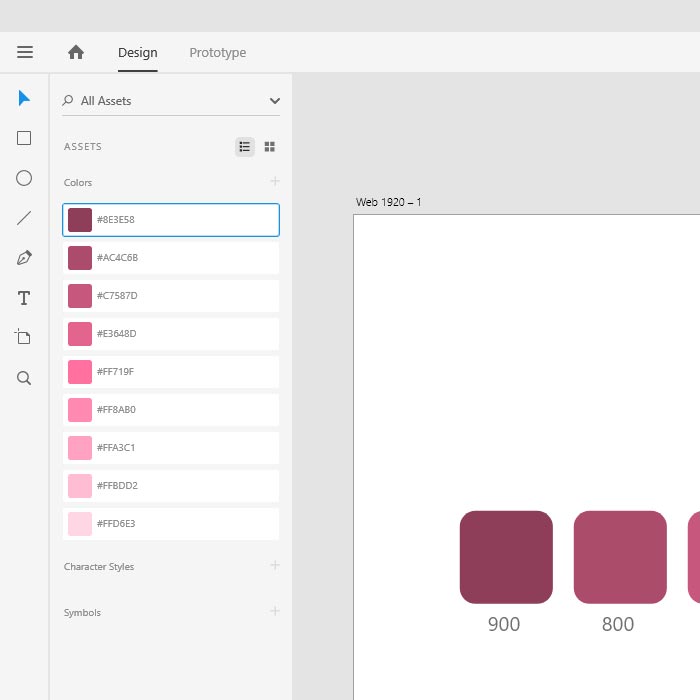 Design
Prototype
All Assets
ASSETS
Colors
#8E3E58
#AC4C6B
#C7587D
#E3648D
#FF719F
#FF8AB0
#FFA3C1
#FFBDD2
#FFD6E3
Character Styles
Symbols
Web 1920 – 1
900
800